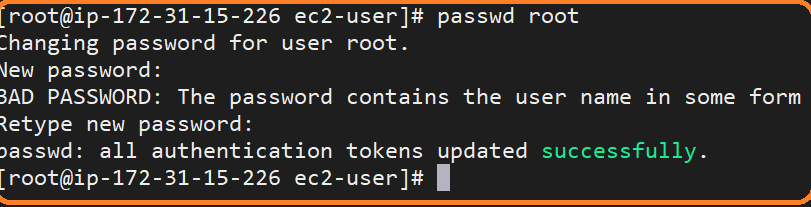 [root@ip-172-31-15-226 ec2-user]# passwd root
Changing password for user root.
New password:
BAD PASSWORD: The password contains the user name in some form
Retype new password:
passwd: all authentication tokens updated successfully.
[root@ip-172-31-15-226 ec2-user]#